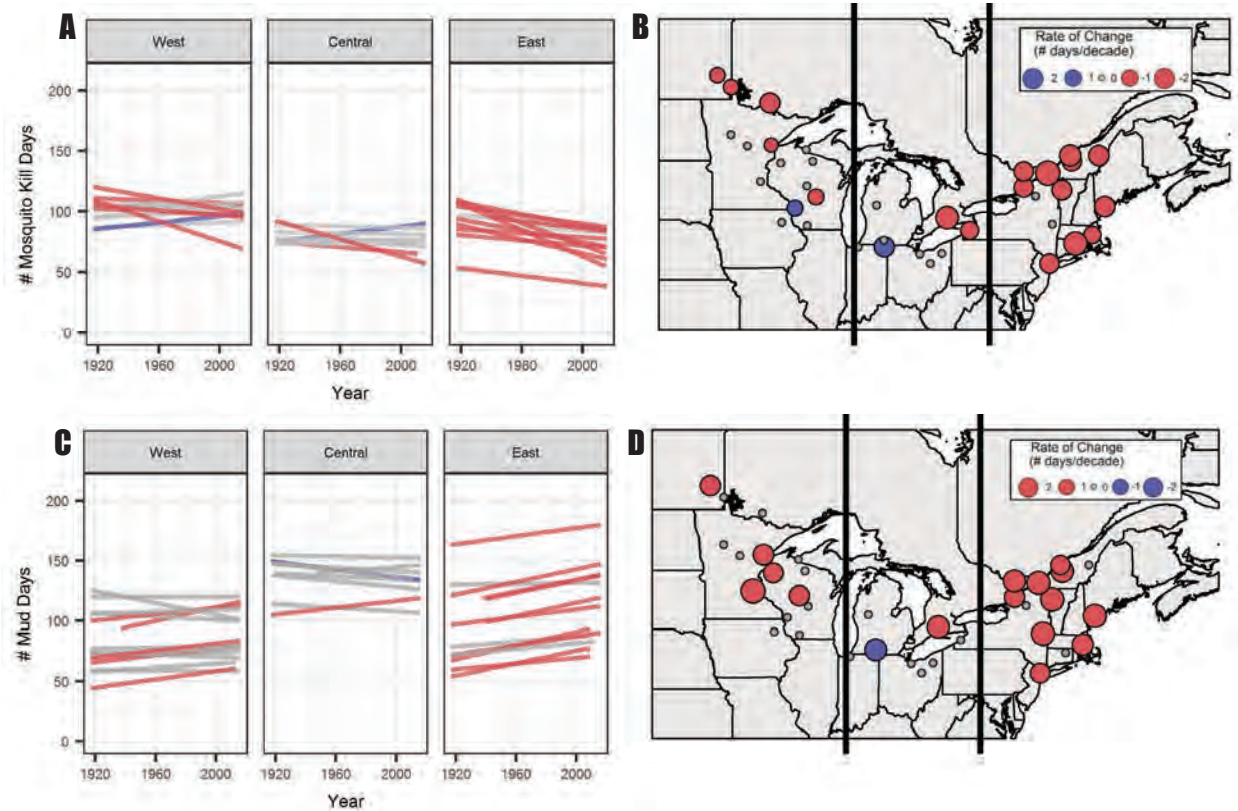 A
West
Central
East
# Mosquito Kill Days
200
150
100
50
0
1920
1960
2000
1920
1960
2000
1920
1960
2000
Year
B
Rate of Change
(# days/decade)
2 1 0 -1 -2
C
West
Central
East
# Mud Days
200
150
100
50
0
1920
1960
2000
1920
1960
2000
1920
1960
2000
Year
D
Rate of Change
(# days/decade)
2 1 0 -1 -2